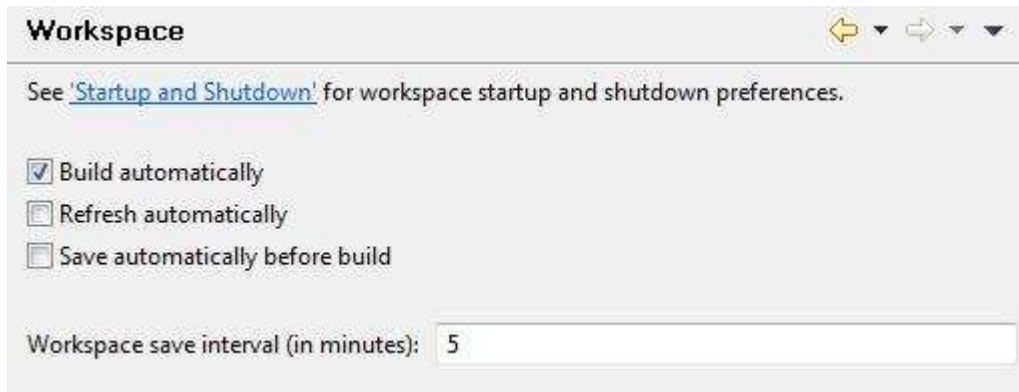 Workspace
See 'Startup and Shutdown' for workspace startup and shutdown preferences.
Build automatically
Refresh automatically
Save automatically before build
Workspace save interval (in minutes): 5